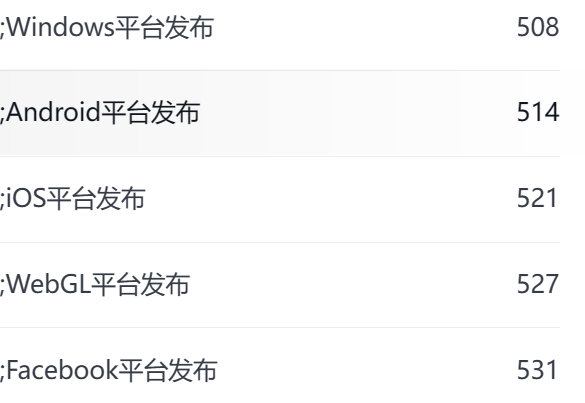 ;Windows平台发布 508
;Android平台发布 514
;iOS平台发布 521
;WebGL平台发布 527
;Facebook平台发布 531